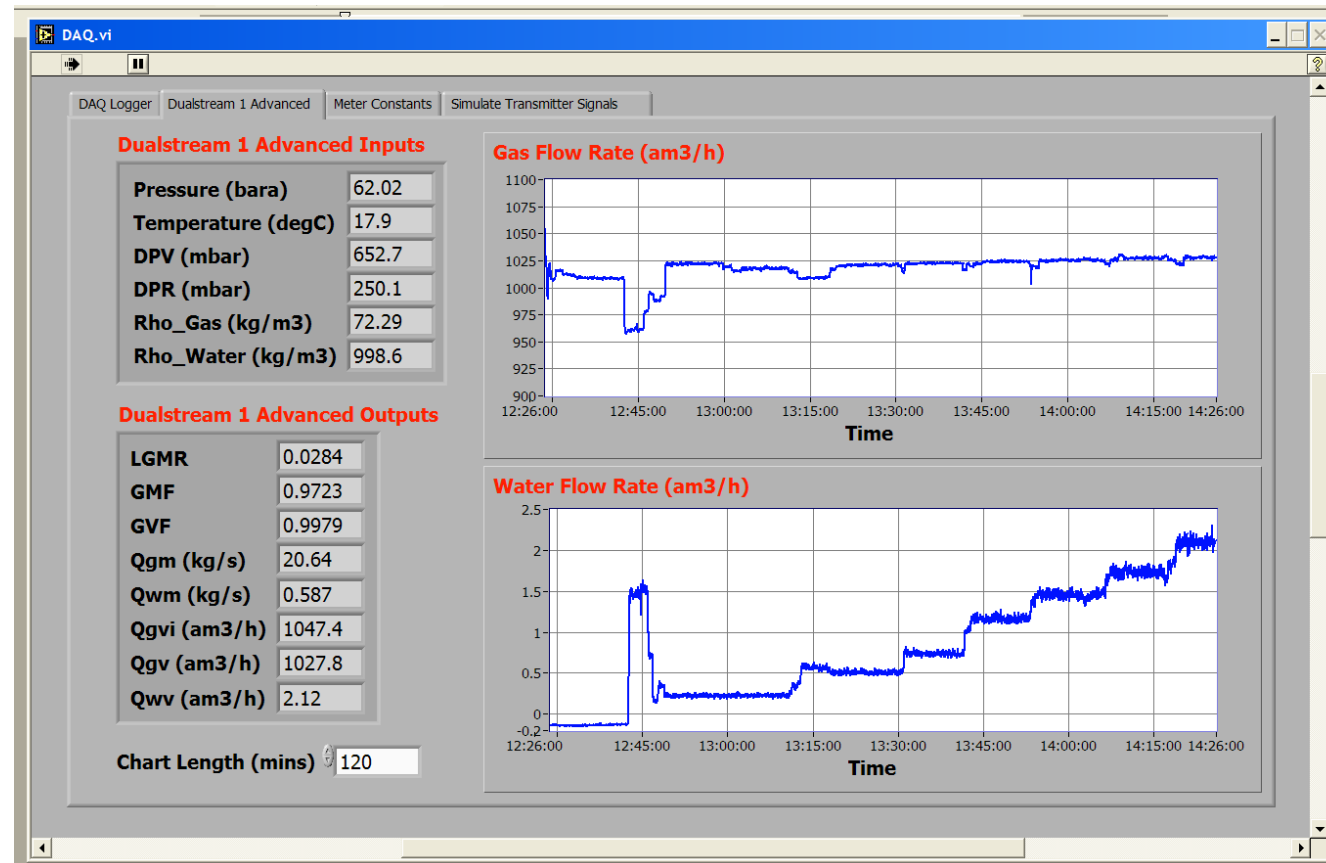 DAQ.vi
DAQ Logger Dualstream 1 Advanced Meter Constants Simulate Transmitter Signals
Dualstream 1 Advanced Inputs
Pressure (bara) 62.02
Temperature (degC) 17.9
DPV (mbar) 652.7
DPR (mbar) 250.1
Rho_Gas (kg/m3) 72.29
Rho_Water (kg/m3) 998.6
Dualstream 1 Advanced Outputs
LGMR 0.0284
GMF 0.9723
GVF 0.9979
Qgm (kg/s) 20.64
Qwm (kg/s) 0.587
Qgvi (am3/h) 1047.4
Qgv (am3/h) 1027.8
Qwv (am3/h) 2.12
Chart Length (mins) 120
Gas Flow Rate (am3/h)
1100
1075
1050
1025
1000
975
950
925
900
12:26:00 12:45:00 13:00:00 13:15:00 13:30:00 13:45:00 14:00:00 14:15:00 14:26:00
Time
Water Flow Rate (am3/h)
2.5
2
1.5
1
0.5
0
-0.2
12:26:00 12:45:00 13:00:00 13:15:00 13:30:00 13:45:00 14:00:00 14:15:00 14:26:00
Time